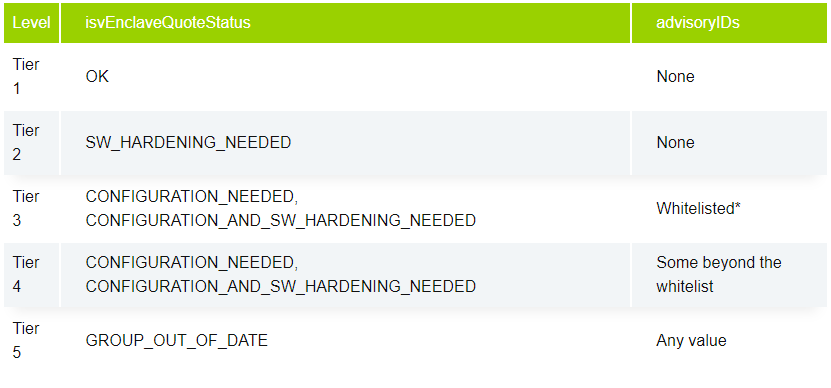 Level isvEnclaveQuoteStatus advisoryIDs
Tier
1 OK None
Tier
2 SW_HARDENING_NEEDED None
Tier
3 CONFIGURATION_NEEDED,
CONFIGURATION_AND_SW_HARDENING_NEEDED Whitelisted*
Tier
4 CONFIGURATION_NEEDED,
CONFIGURATION_AND_SW_HARDENING_NEEDED Some beyond the
whitelist
Tier
5 GROUP_OUT_OF_DATE Any value